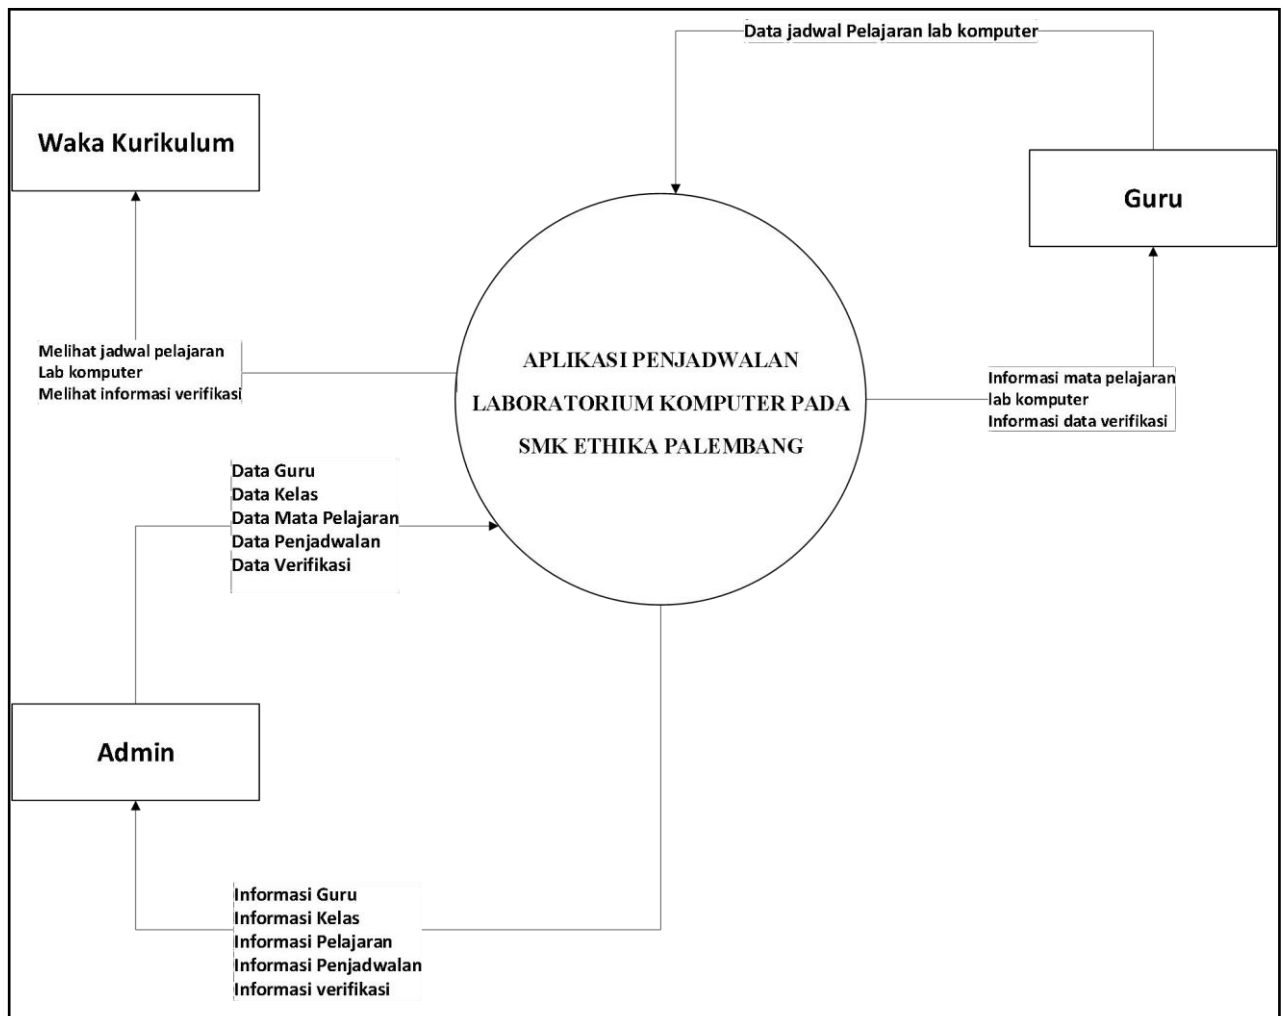 Data jadwal Pelajaran lab komputer
Waka Kurikulum
Guru
Melihat jadwal pelajaran
Lab komputer
Melihat informasi verifikasi
APLIKASI PENJADWALAN
LABORATORIUM KOMPUTER PADA
SMK ETHIKA PALEMBANG
Informasi mata pelajaran
lab komputer
Informasi data verifikasi
Data Guru
Data Kelas
Data Mata Pelajaran
Data Penjadwalan
Data Verifikasi
Admin
Informasi Guru
Informasi Kelas
Informasi Pelajaran
Informasi Penjadwalan
Informasi verifikasi